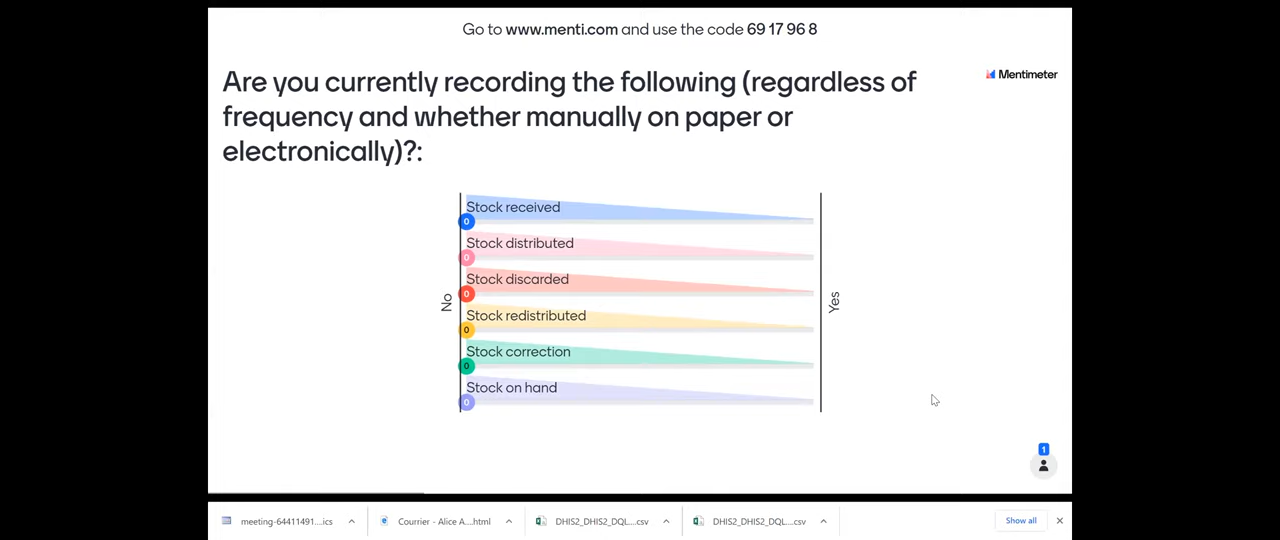 Go to www.menti.com and use the code 69 17 96 8
Are you currently recording the following (regardless of
frequency and whether manually on paper or
electronically)?:
Mentimeter
Stock received
0
Stock distributed
0
Stock discarded
0
Stock redistributed
0
Stock correction
0
Stock on hand
0
No
Yes
1
meeting-64411491....ics
Courrier - Alice A....html
DHIS2_DHIS2_DQL....csv
DHIS2_DHIS2_DQL....csv
Show all